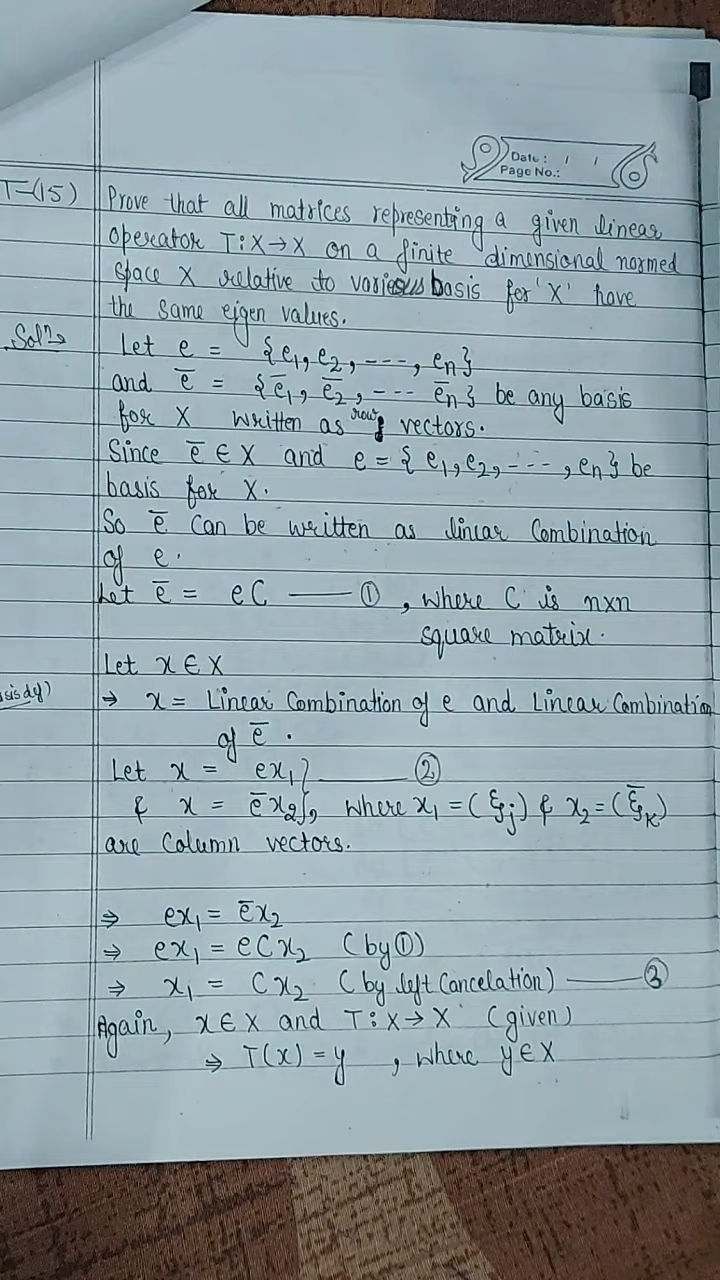 Date : / /
Page No.:
T-(15) Prove that all matrices representing a given linear
operator T:X→X on a finite dimensional normed
space X relative to various basis for 'X' have
the same eigen values.
Solⁿ→ Let e = {e₁, e₂, ----, eₙ}
and ē = {ē₁, ē₂, --- ēₙ} be any basis
for X written as row vectors.
Since ē ∈ X and e = { e₁, e₂, ---, eₙ} be
basis for X.
So ē Can be written as linear Combination
of e.
Let ē = eC —— ① , where C is nxn
square matrix.
Let x ∈ X
⇒ x = Linear Combination of e and Linear Combination
of ē .
Let x = ex₁} —— ②
& x = ēx₂}, where x₁ = (ξⱼ) & x₂ = (ξ̄ₖ)
are Column vectors.
⇒ ex₁ = ēx₂
⇒ ex₁ = eCx₂ (by ①)
⇒ x₁ = Cx₂ (by left Cancelation) —— ③
Again, x ∈ X and T:X→X (given)
⇒ T(x) = y , where y ∈ X